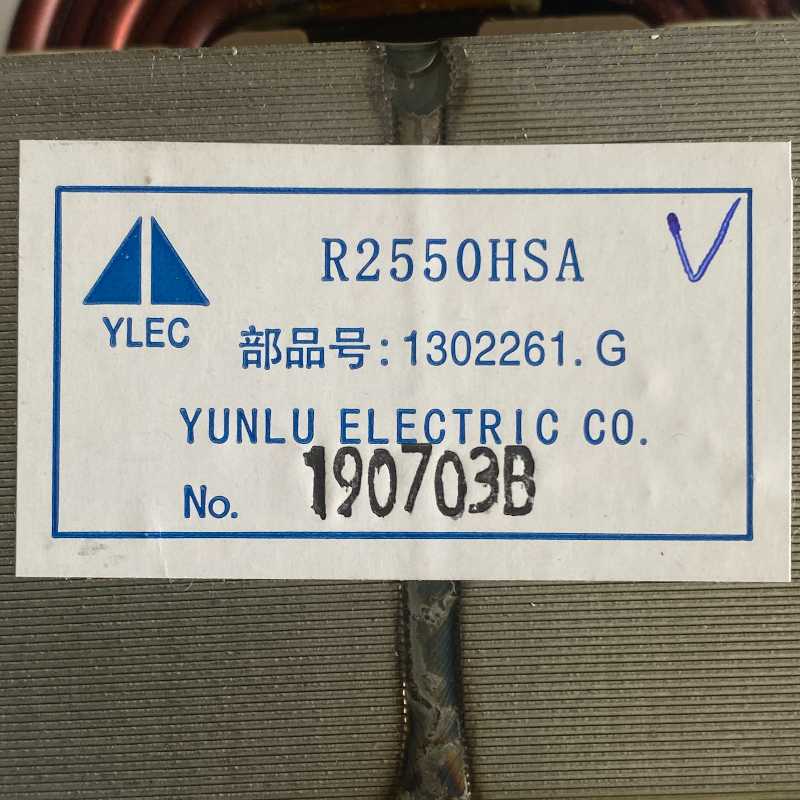 R2550HSA
YLEC
部品号: 1302261.G
YUNLU ELECTRIC CO.
No. 190703B